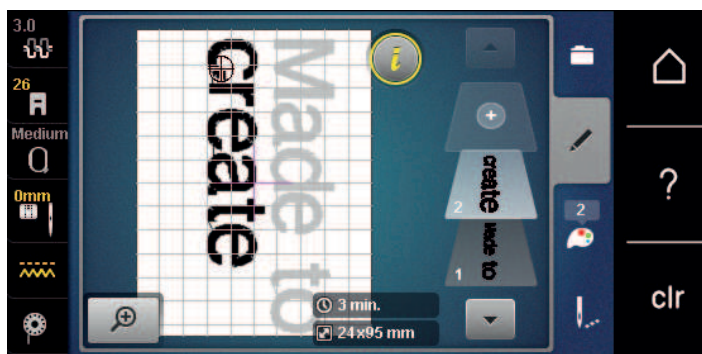 3.0
26
Medium
0mm
create
Made to
i
3 min.
24x95 mm
create
2
Made to
1
2
?
clr